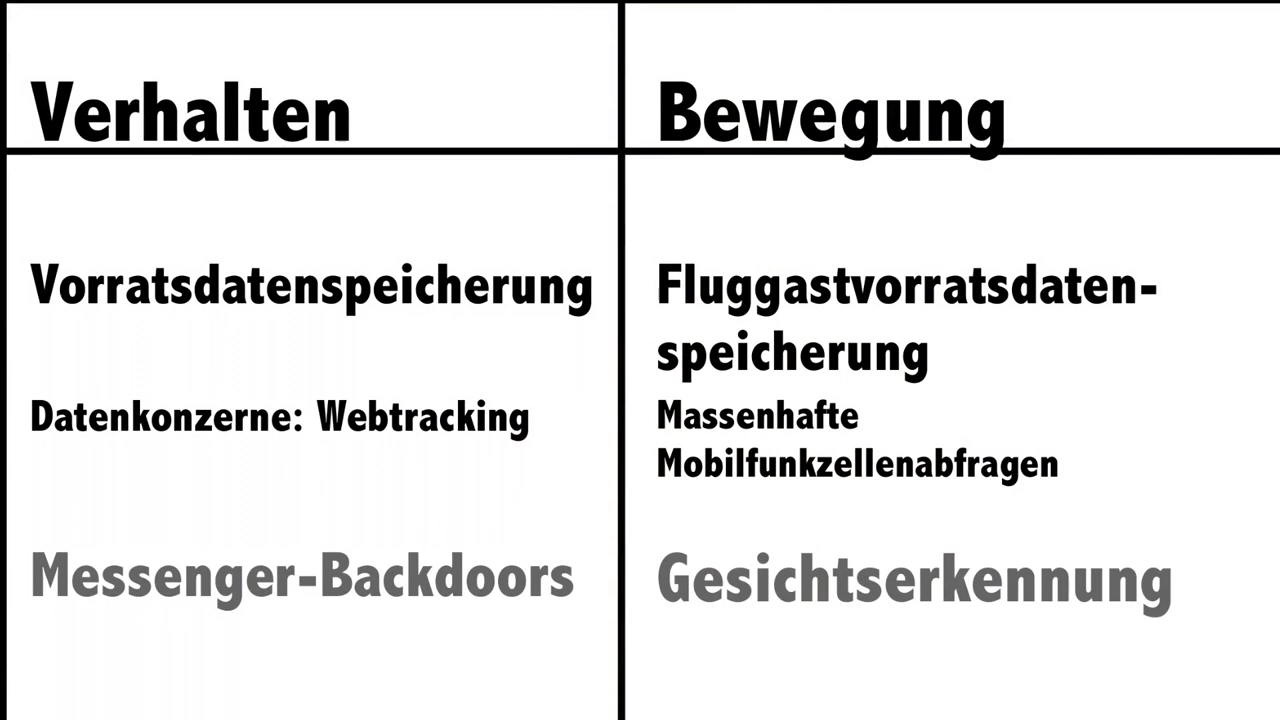 Verhalten
Bewegung
Vorratsdatenspeicherung
Fluggastvorratsdaten-
speicherung
Datenkonzerne: Webtracking
Massenhafte
Mobilfunkzellenabfragen
Messenger-Backdoors
Gesichtserkennung